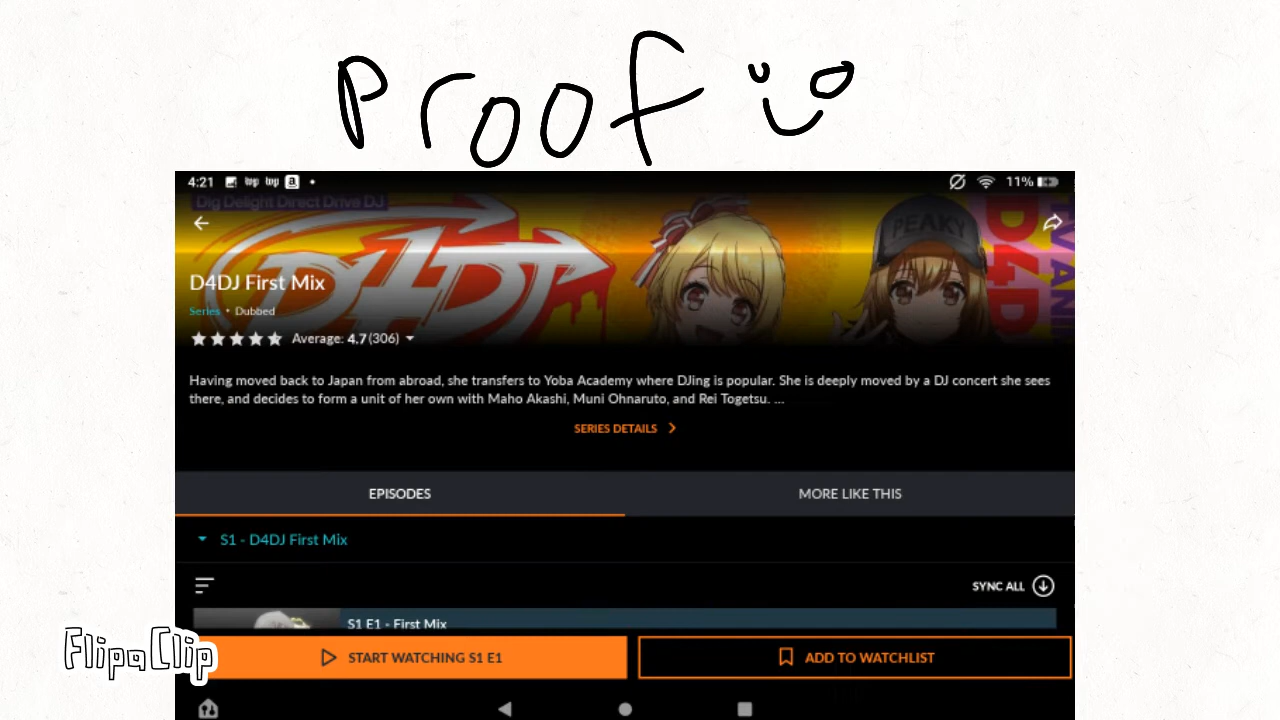 Proof
4:21 11%
Dig Delight Direct Drive DJ
D4DJ
PEAKY
D4D
D4DJ First Mix
Series • Dubbed
Average: 4.7 (306)
Having moved back to Japan from abroad, she transfers to Yoba Academy where DJing is popular. She is deeply moved by a DJ concert she sees
there, and decides to form a unit of her own with Maho Akashi, Muni Ohnaruto, and Rei Togetsu. ...
SERIES DETAILS
EPISODES MORE LIKE THIS
S1 - D4DJ First Mix
SYNC ALL
S1 E1 - First Mix
START WATCHING S1 E1 ADD TO WATCHLIST
FlipaClip